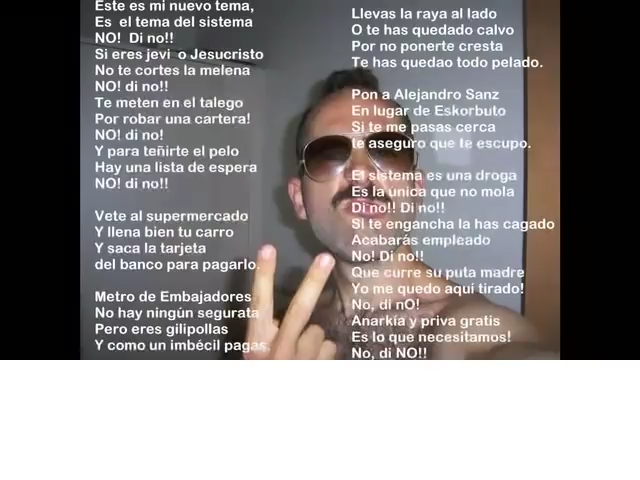 Este es mi nuevo tema,
Es el tema del sistema
NO! Di no!!
Si eres jevi o Jesucristo
No te cortes la melena
NO! di no!!
Te meten en el talego
Por robar una cartera!
NO! di no!
Y para teñirte el pelo
Hay una lista de espera
NO! di no!!
Vete al supermercado
Y llena bien tu carro
Y saca la tarjeta
del banco para pagarlo.
Metro de Embajadores
No hay ningún segurata
Pero eres gilipollas
Y como un imbécil pagas.
Llevas la raya al lado
O te has quedado calvo
Por no ponerte cresta
Te has quedao todo pelado.
Pon a Alejandro Sanz
En lugar de Eskorbuto
Si te me pasas cerca
te aseguro que te escupo.
El sistema es una droga
Es la única que no mola
Di no!! Di no!!
Si te engancha la has cagado
Acabarás empleado
No! Di no!!
Que curre su puta madre
Yo me quedo aquí tirado!
No, di nO!
Anarkía y priva gratis
Es lo que necesitamos!
No, di NO!!